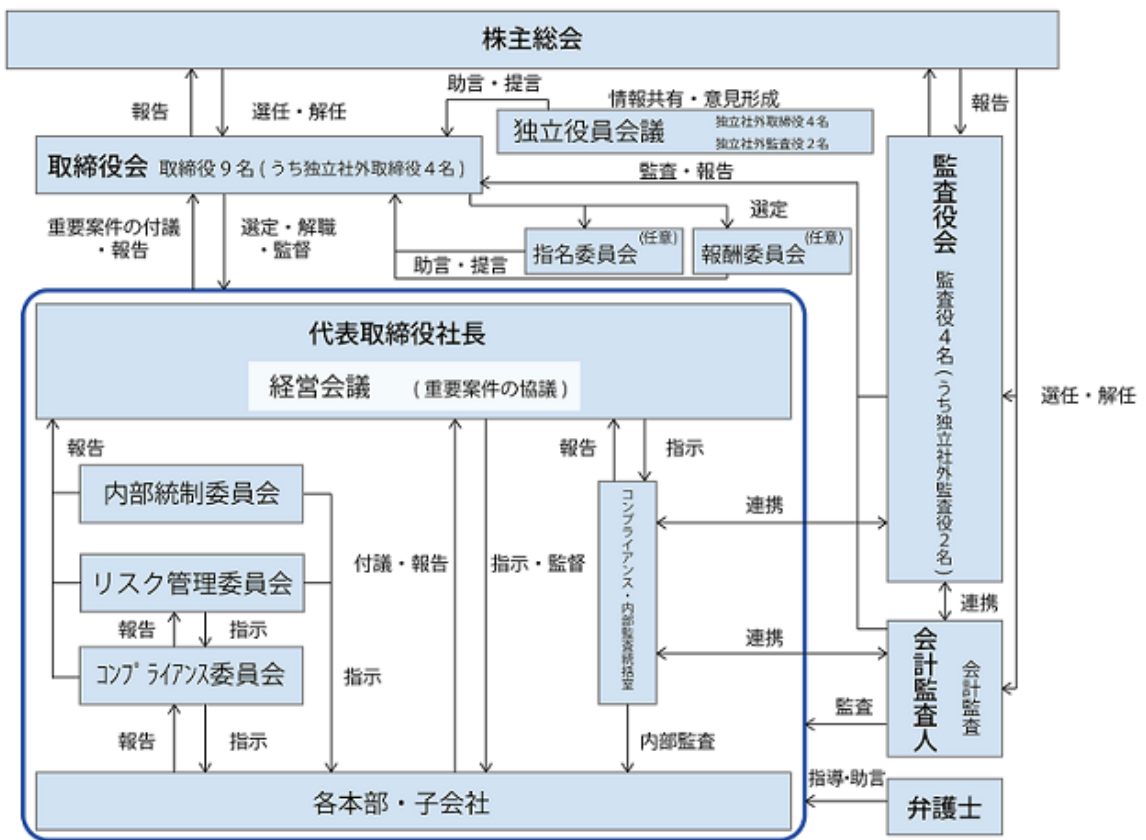 株主総会
報告
選任・解任
助言・提言
情報共有・意見形成
独立役員会議
独立社外取締役4名
独立社外監査役2名
報告
取締役会 取締役9名(うち独立社外取締役4名)
監査・報告
監査役会 監査役4名(うち独立社外監査役2名)
重要案件の付議
・報告
選定・解職
・監督
選定
指名委員会(任意)
報酬委員会(任意)
助言・提言
代表取締役社長
経営会議 (重要案件の協議)
選任・解任
報告
内部統制委員会
リスク管理委員会
報告
指示
コンプライアンス委員会
報告
指示
指示
付議・報告
指示・監督
報告
指示
コンプライアンス・内部監査統括室
連携
連携
連携
内部監査
会計監査人
会計監査
監査
指導・助言
弁護士
各本部・子会社